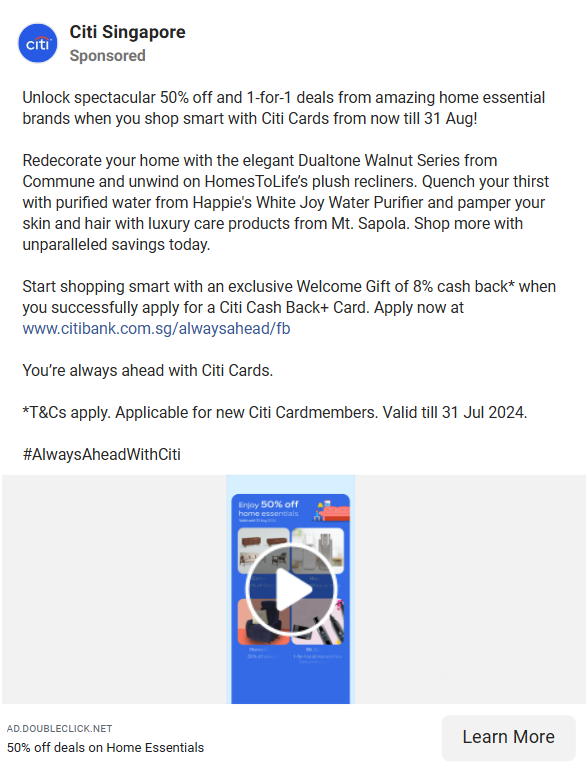 citi
Citi Singapore
Sponsored
Unlock spectacular 50% off and 1-for-1 deals from amazing home essential
brands when you shop smart with Citi Cards from now till 31 Aug!
Redecorate your home with the elegant Dualtone Walnut Series from
Commune and unwind on HomesToLife’s plush recliners. Quench your thirst
with purified water from Happie's White Joy Water Purifier and pamper your
skin and hair with luxury care products from Mt. Sapola. Shop more with
unparalleled savings today.
Start shopping smart with an exclusive Welcome Gift of 8% cash back* when
you successfully apply for a Citi Cash Back+ Card. Apply now at
www.citibank.com.sg/alwaysahead/fb
You’re always ahead with Citi Cards.
*T&Cs apply. Applicable for new Citi Cardmembers. Valid till 31 Jul 2024.
#AlwaysAheadWithCiti
Enjoy 50% off
home essentials
AD.DOUBLECLICK.NET
50% off deals on Home Essentials
Learn More